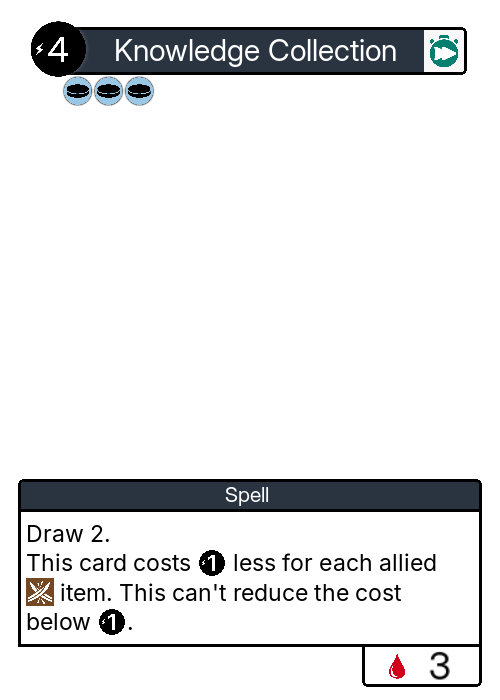 4 Knowledge Collection
Spell
Draw 2.
This card costs 1 less for each allied
item. This can't reduce the cost
below 1.
3